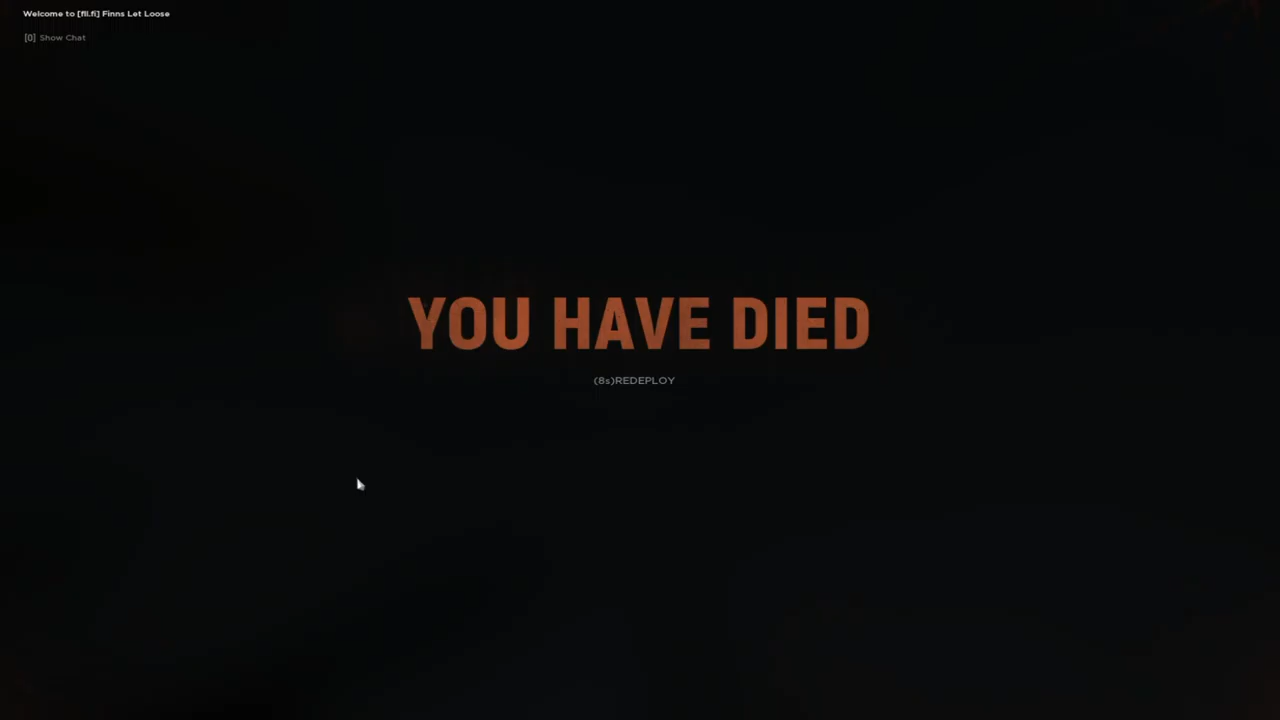 Welcome to [fll.fi] Finns Let Loose
[0] Show Chat
YOU HAVE DIED
(8s)REDEPLOY